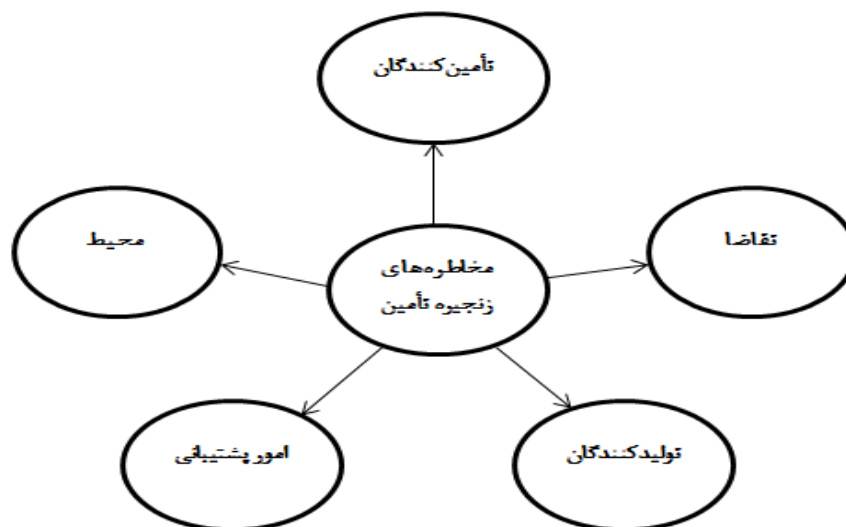 تأمین‌کنندگان
تقاضا
محیط
مخاطره‌های
زنجیره تأمین
تولیدکنندگان
امور پشتیبانی